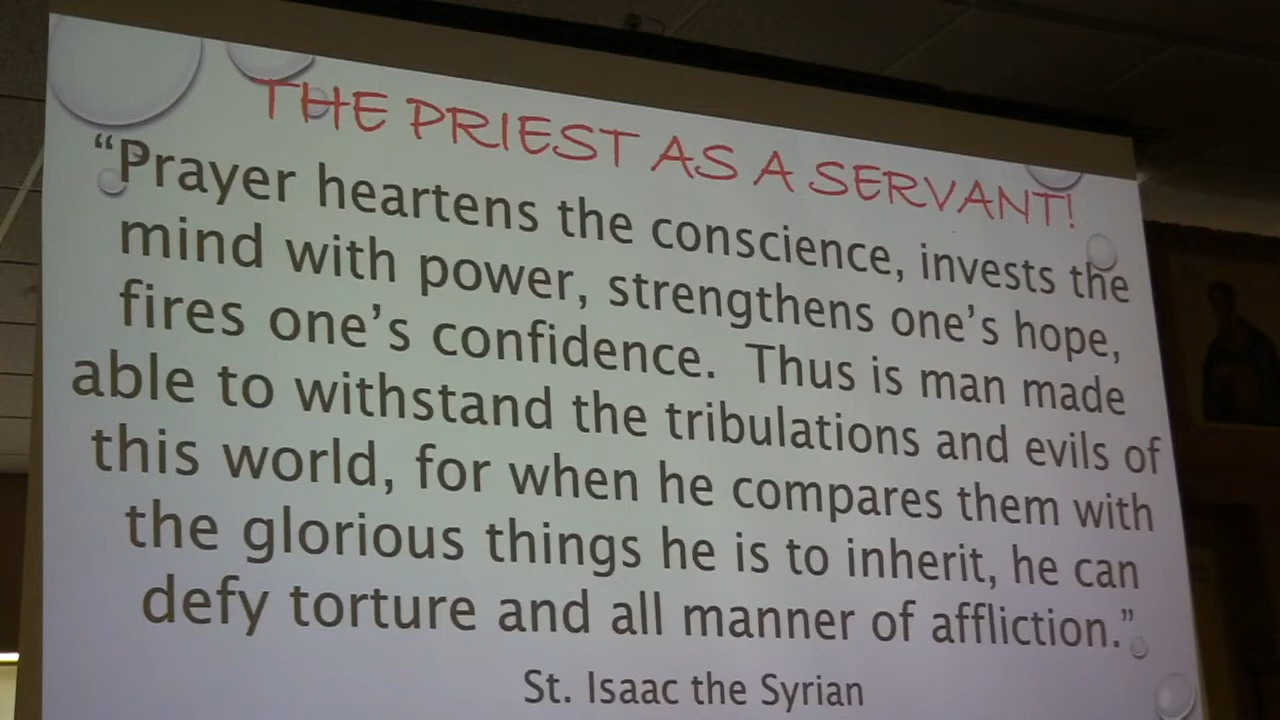 THE PRIEST AS A SERVANT!
“Prayer heartens the conscience, invests the
mind with power, strengthens one’s hope,
fires one’s confidence.  Thus is man made
able to withstand the tribulations and evils of
this world, for when he compares them with
the glorious things he is to inherit, he can
defy torture and all manner of affliction.”
St. Isaac the Syrian